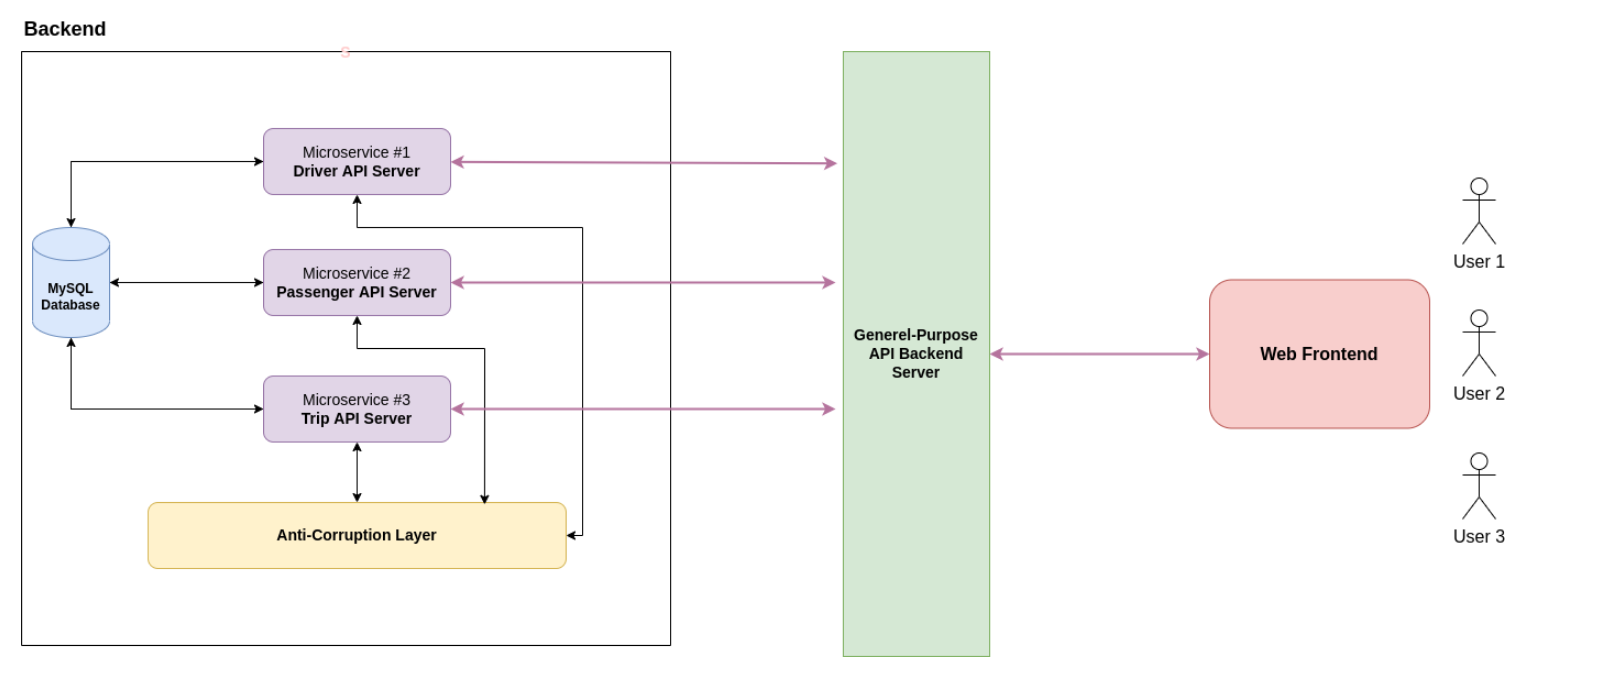 Backend
S
Microservice #1
Driver API Server
Microservice #2
Passenger API Server
MySQL
Database
Microservice #3
Trip API Server
Anti-Corruption Layer
Generel-Purpose
API Backend
Server
Web Frontend
User 1
User 2
User 3